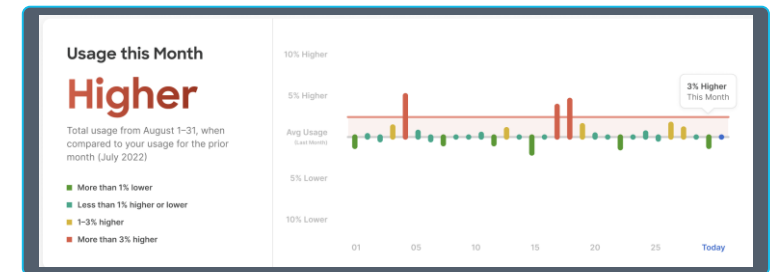 Usage this Month
Higher
Total usage from August 1–31, when
compared to your usage for the prior
month (July 2022)
More than 1% lower
Less than 1% higher or lower
1–3% higher
More than 3% higher
10% Higher
5% Higher
Avg Usage
(Last Month)
5% Lower
10% Lower
3% Higher
This Month
01 05 10 15 20 25 Today